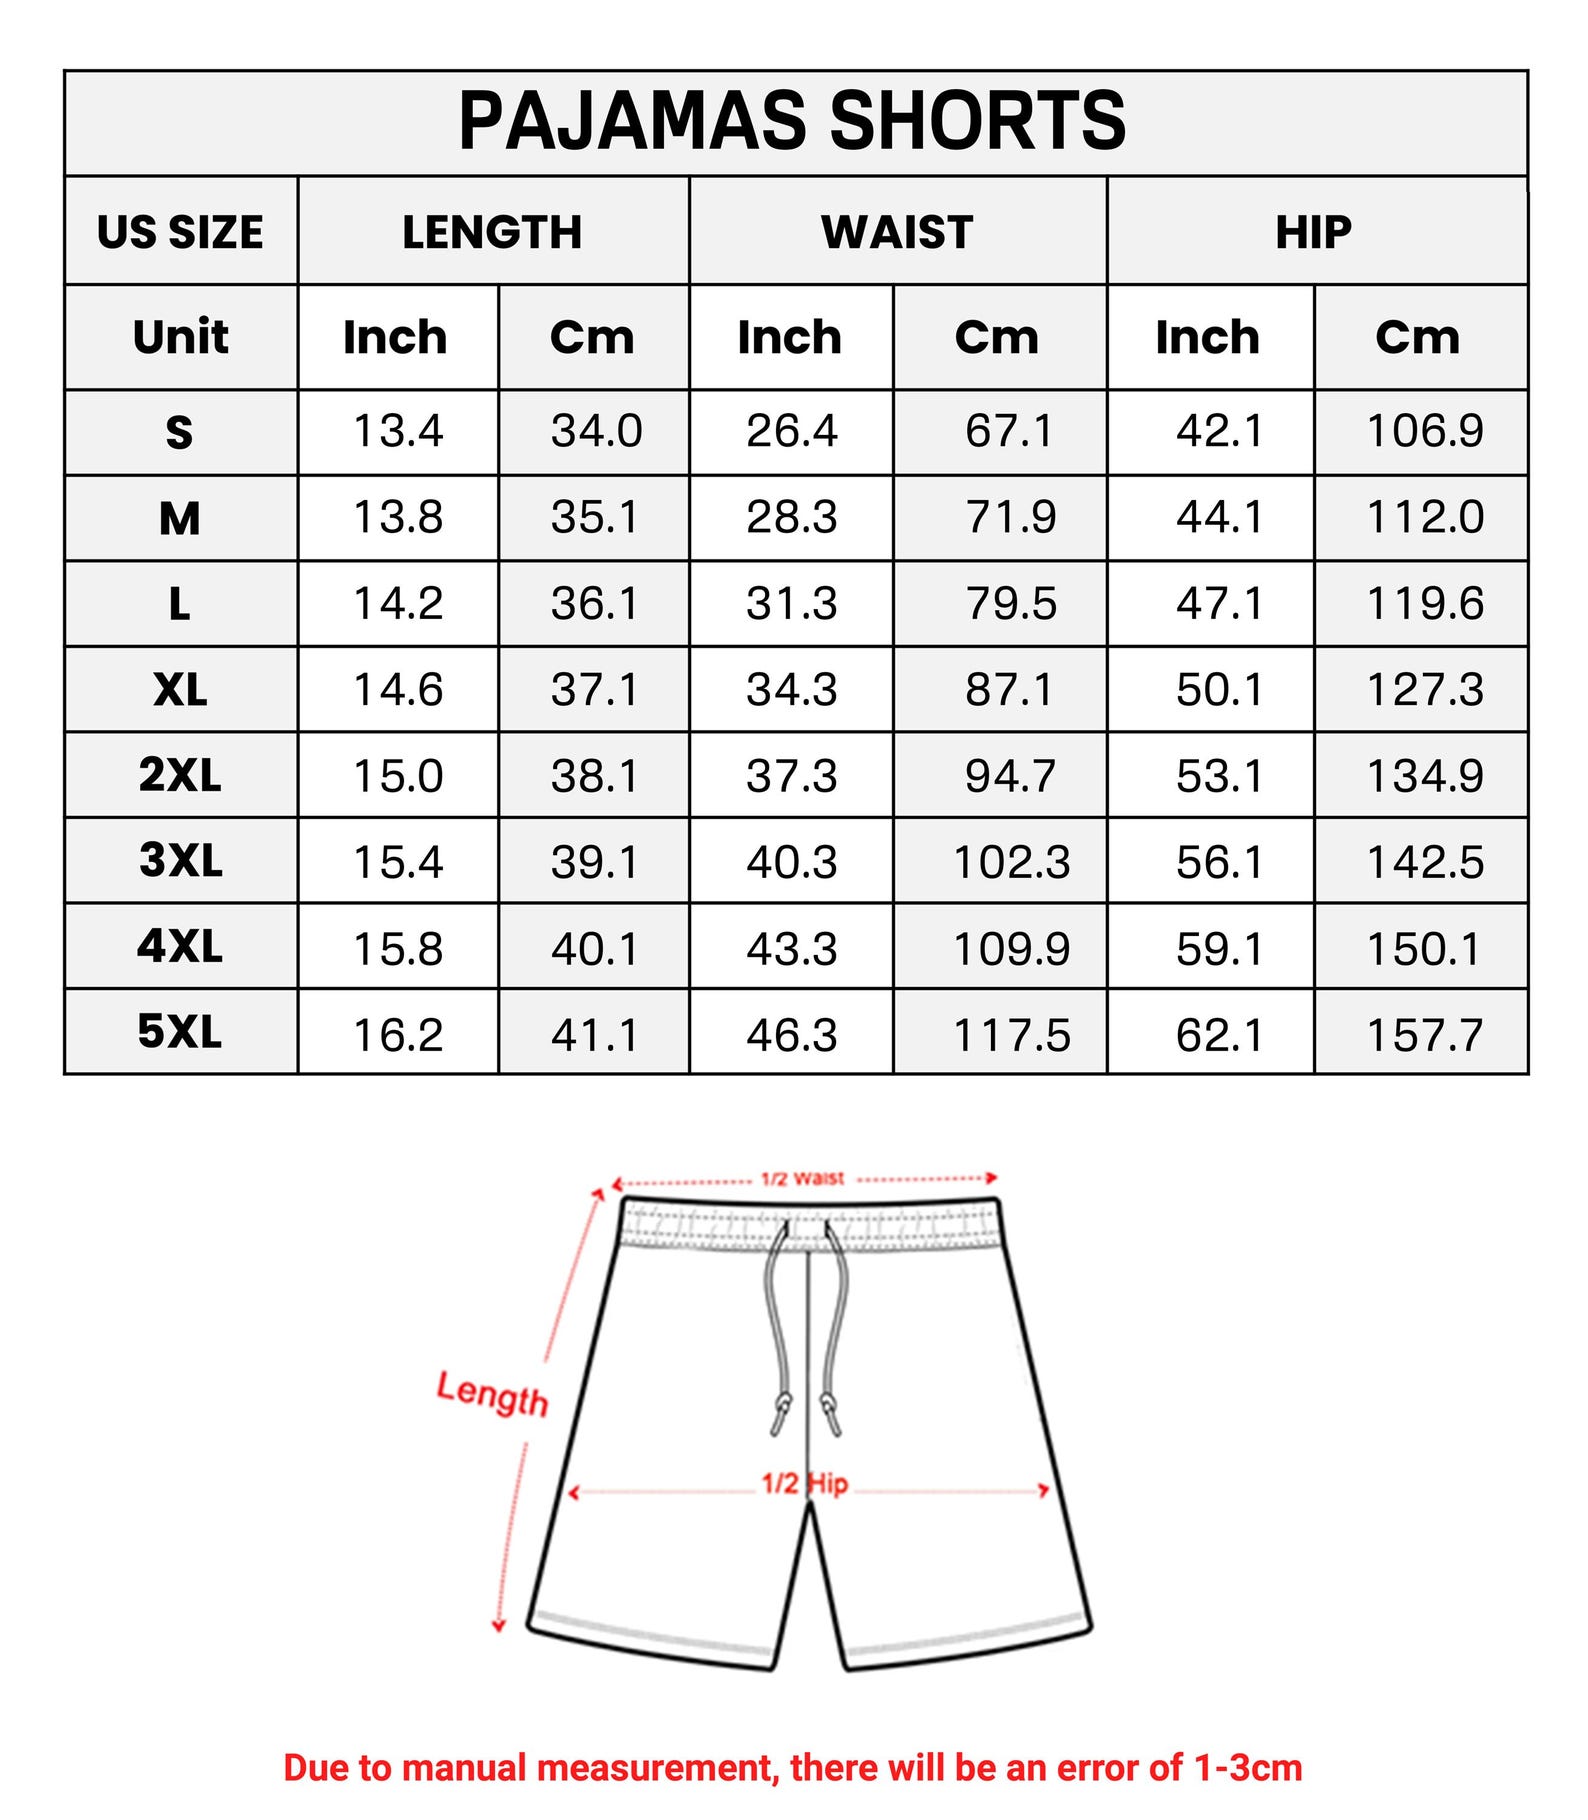 PAJAMAS SHORTS
US SIZE LENGTH WAIST HIP
Unit Inch Cm Inch Cm Inch Cm
S 13.4 34.0 26.4 67.1 42.1 106.9
M 13.8 35.1 28.3 71.9 44.1 112.0
L 14.2 36.1 31.3 79.5 47.1 119.6
XL 14.6 37.1 34.3 87.1 50.1 127.3
2XL 15.0 38.1 37.3 94.7 53.1 134.9
3XL 15.4 39.1 40.3 102.3 56.1 142.5
4XL 15.8 40.1 43.3 109.9 59.1 150.1
5XL 16.2 41.1 46.3 117.5 62.1 157.7
1/2 Waist
Length
1/2 Hip
Due to manual measurement, there will be an error of 1-3cm